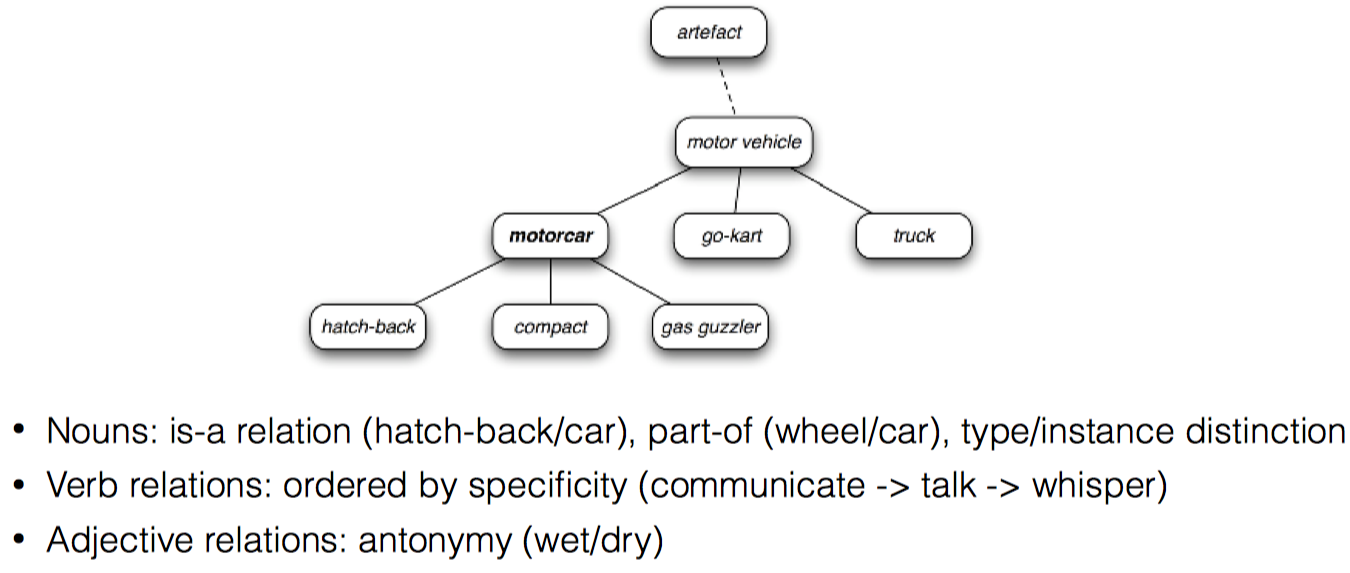 artefact
motor vehicle
motorcar go-kart truck
hatch-back compact gas guzzler
• Nouns: is-a relation (hatch-back/car), part-of (wheel/car), type/instance distinction
• Verb relations: ordered by specificity (communicate -> talk -> whisper)
• Adjective relations: antonymy (wet/dry)